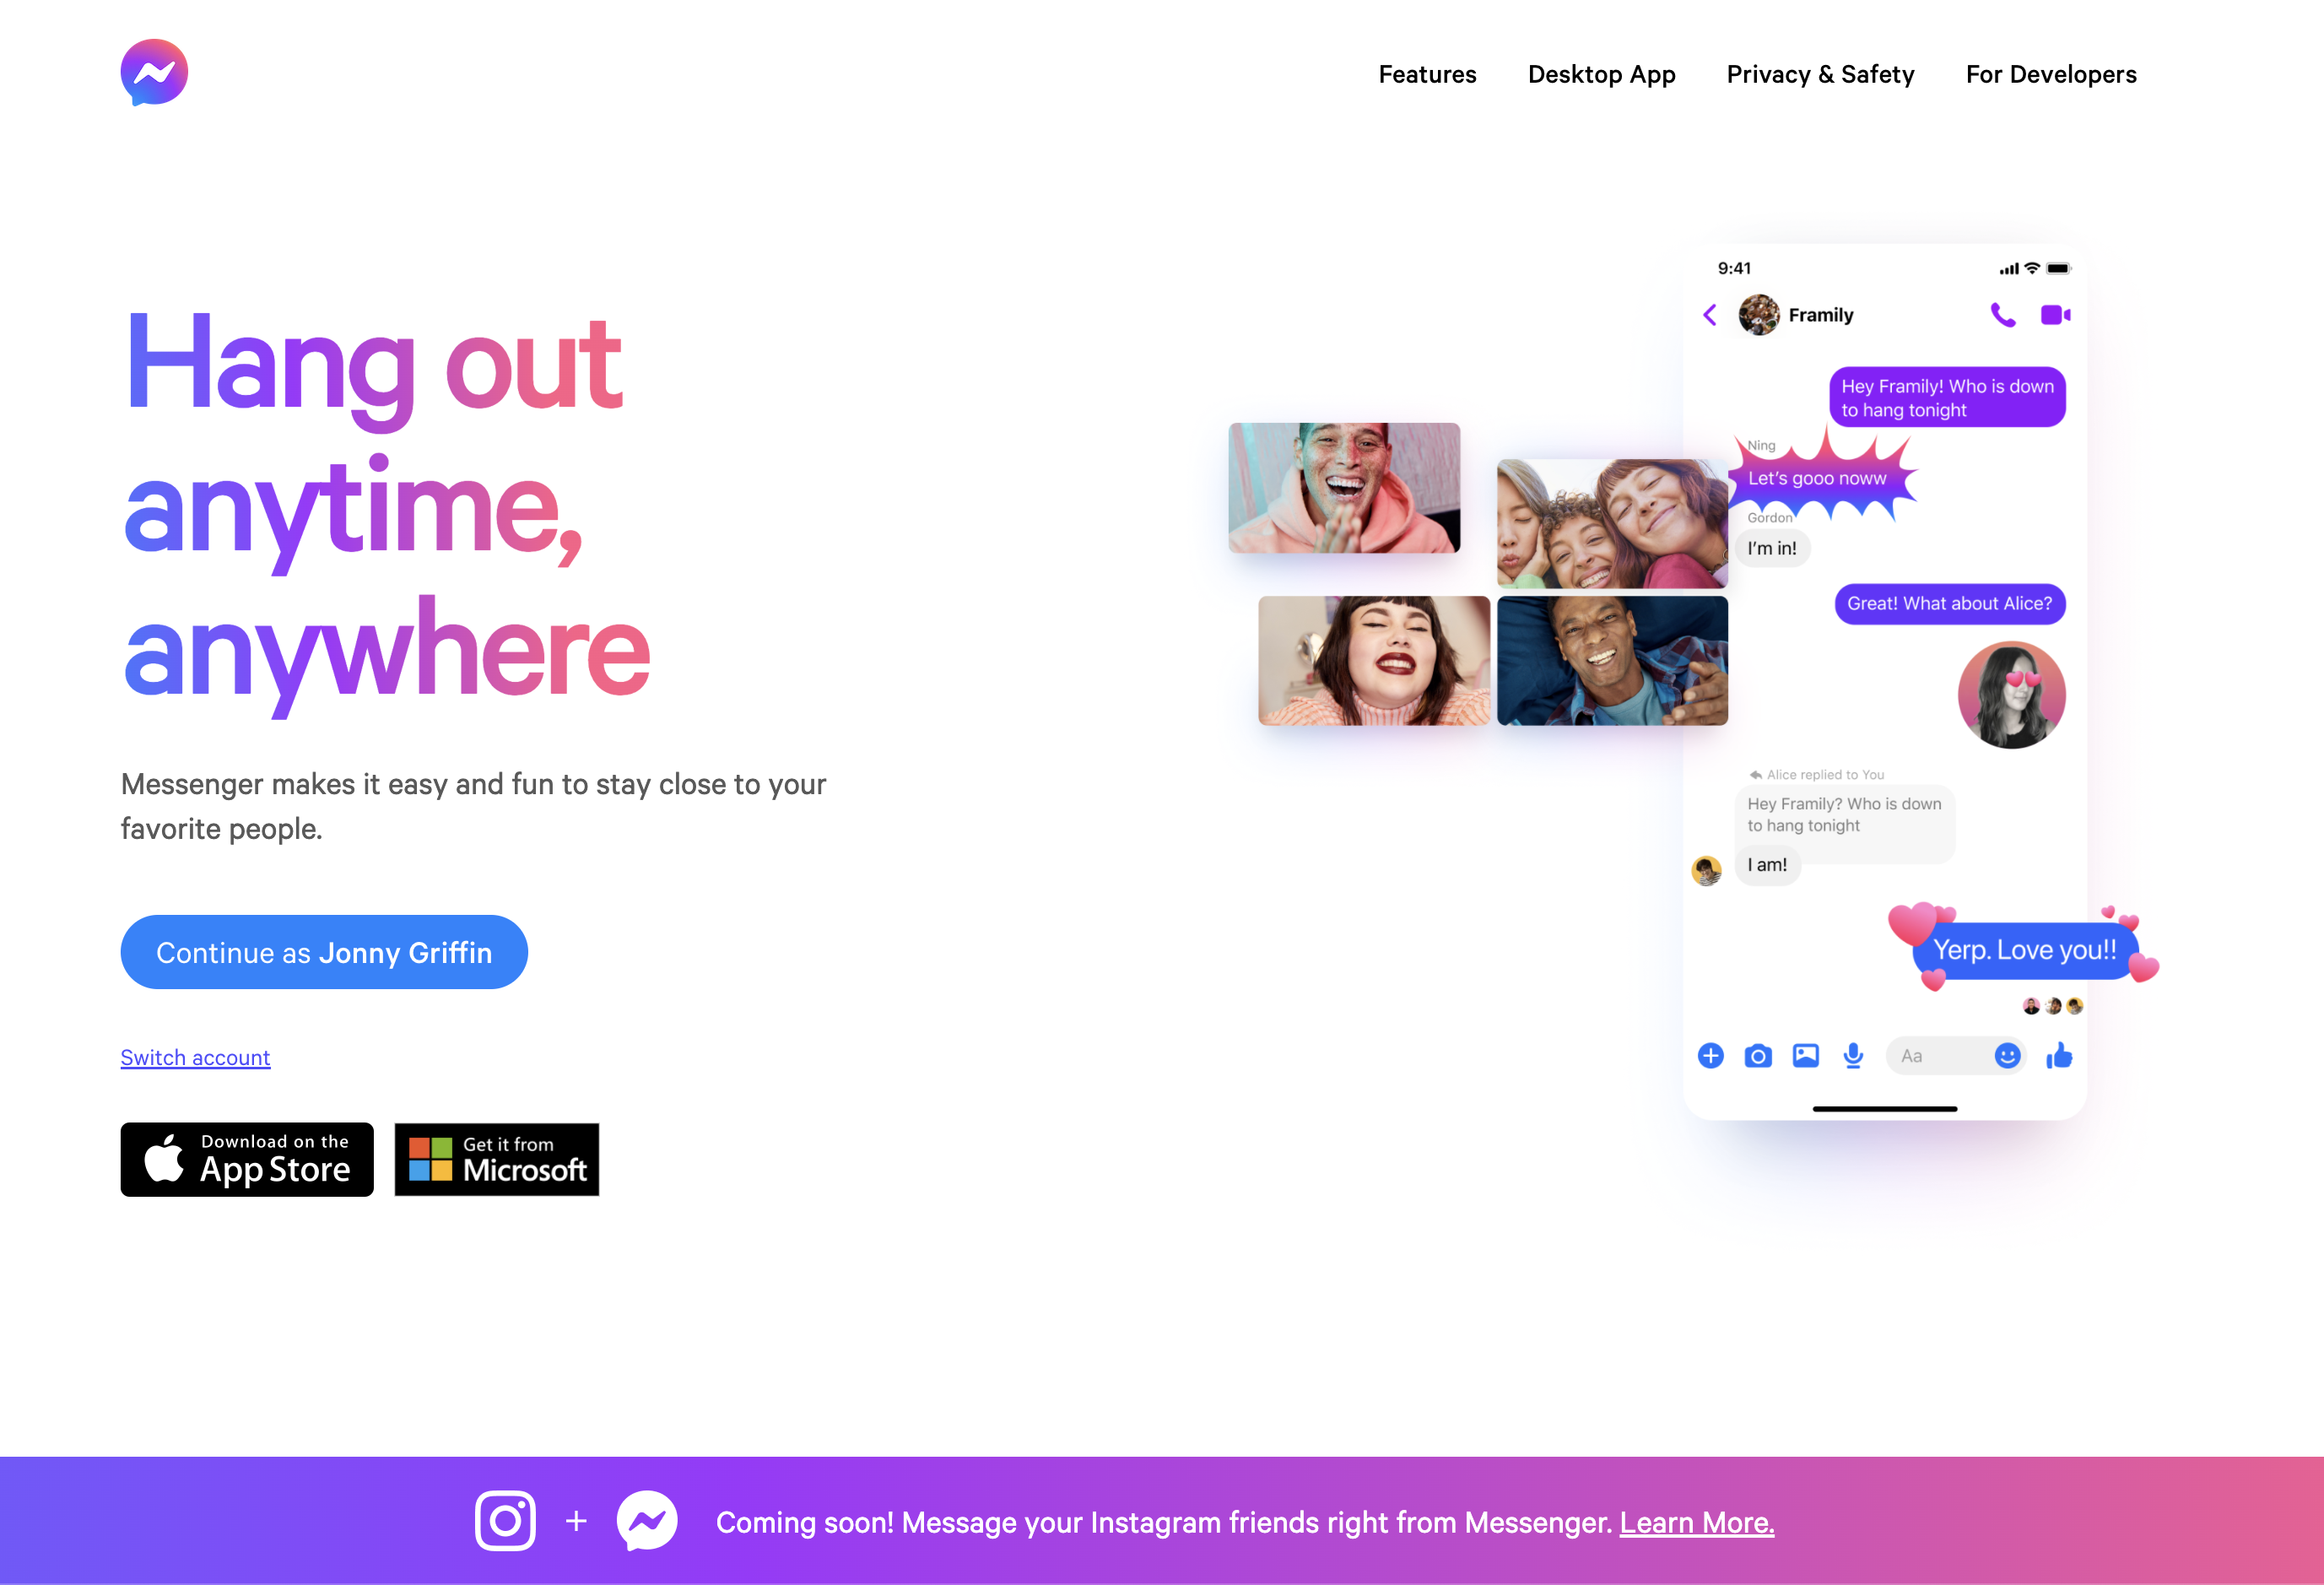 Features Desktop App Privacy & Safety For Developers
Hang out
anytime,
anywhere
Messenger makes it easy and fun to stay close to your
favorite people.
Continue as Jonny Griffin
Switch account
Download on the
App Store
Get it from
Microsoft
9:41
Framily
Hey Framily! Who is down
to hang tonight
Ning
Let's gooo noww
Gordon
I'm in!
Great! What about Alice?
Alice replied to You
Hey Framily? Who is down
to hang tonight
I am!
Yerp. Love you!!
Aa
+ Coming soon! Message your Instagram friends right from Messenger. Learn More.